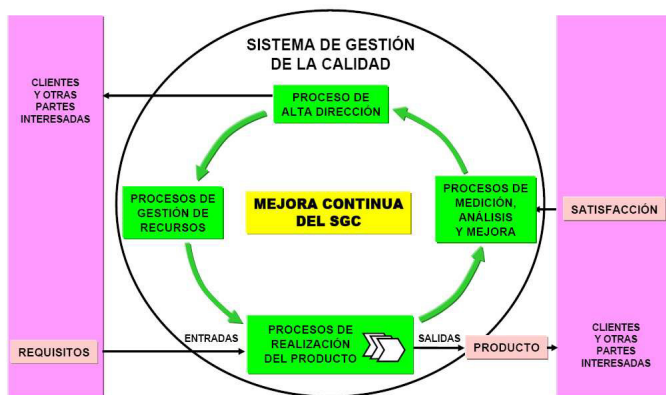 SISTEMA DE GESTIÓN
DE LA CALIDAD
CLIENTES
Y OTRAS
PARTES
INTERESADAS
PROCESO DE
ALTA DIRECCIÓN
PROCESOS DE
GESTIÓN DE
RECURSOS
MEJORA CONTINUA
DEL SGC
PROCESOS DE
MEDICIÓN,
ANÁLISIS
Y MEJORA
SATISFACCIÓN
REQUISITOS
ENTRADAS
PROCESOS DE
REALIZACIÓN
DEL PRODUCTO
SALIDAS
PRODUCTO
CLIENTES
Y OTRAS
PARTES
INTERESADAS